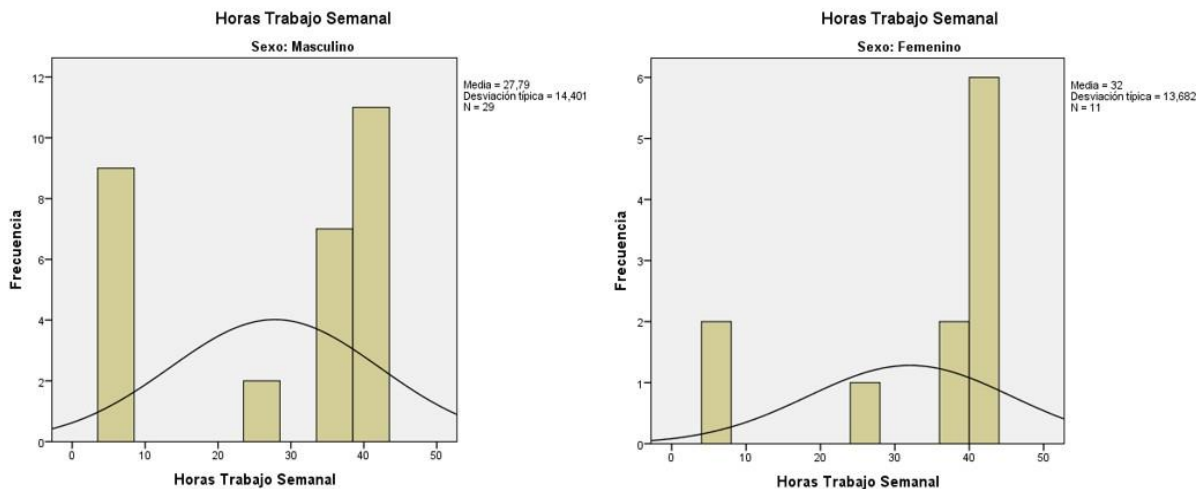 Horas Trabajo Semanal
Sexo: Masculino
Media = 27,79
Desviación típica = 14,401
N = 29
12
10
8
6
4
2
0
Frecuencia
0 10 20 30 40 50
Horas Trabajo Semanal
Horas Trabajo Semanal
Sexo: Femenino
Media = 32
Desviación típica = 13,682
N = 11
6
5
4
3
2
1
0
Frecuencia
0 10 20 30 40 50
Horas Trabajo Semanal